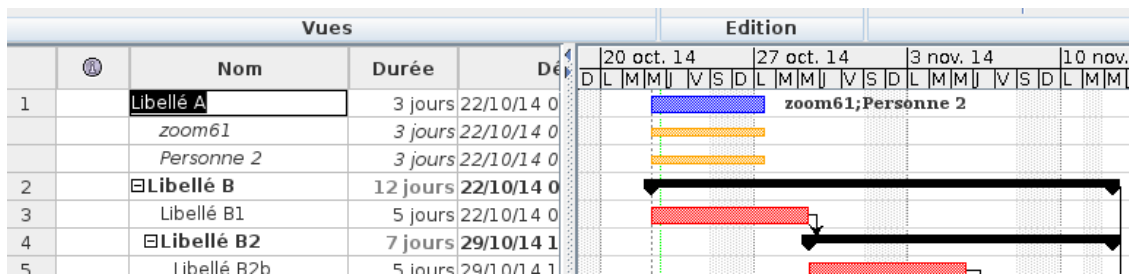 Vues Edition
Nom Durée Dé 20 oct. 14 27 oct. 14 3 nov. 14 10 nov.
D L M M J V S D L M M J V S D L M M J V S D L M M
1 Libellé A 3 jours 22/10/14 0 zoom61;Personne 2
zoom61 3 jours 22/10/14 0
Personne 2 3 jours 22/10/14 0
2 Libellé B 12 jours 22/10/14 0
3 Libellé B1 5 jours 22/10/14 0
4 Libellé B2 7 jours 29/10/14 1
5 Libellé B2b 5 jours 29/10/14 1